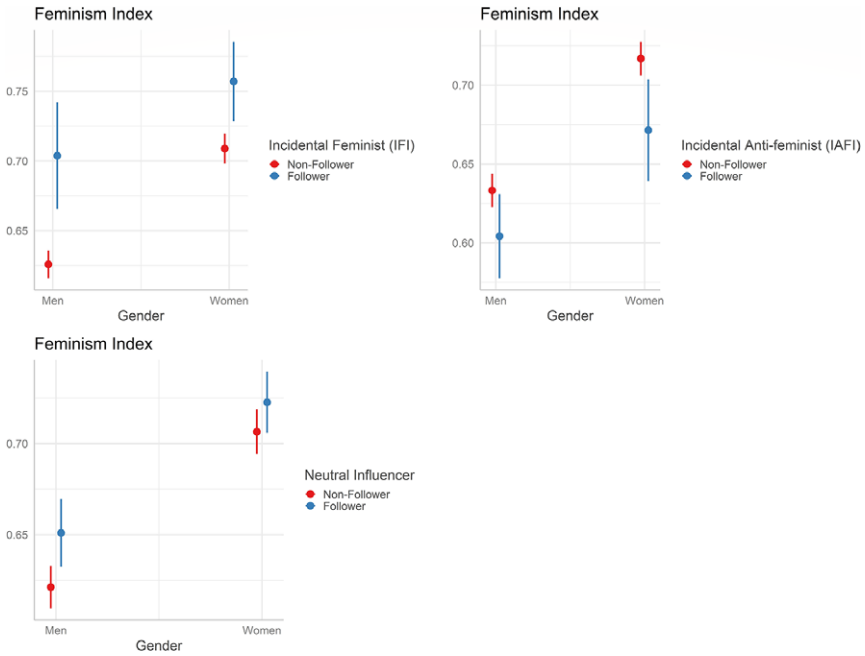 Feminism Index
0.75
0.70
0.65
Men
Women
Gender
Incidental Feminist (IFI)
Non-Follower
Follower
Feminism Index
0.70
0.65
0.60
Men
Women
Gender
Incidental Anti-feminist (IAFI)
Non-Follower
Follower
Feminism Index
0.70
0.65
Men
Women
Gender
Neutral Influencer
Non-Follower
Follower